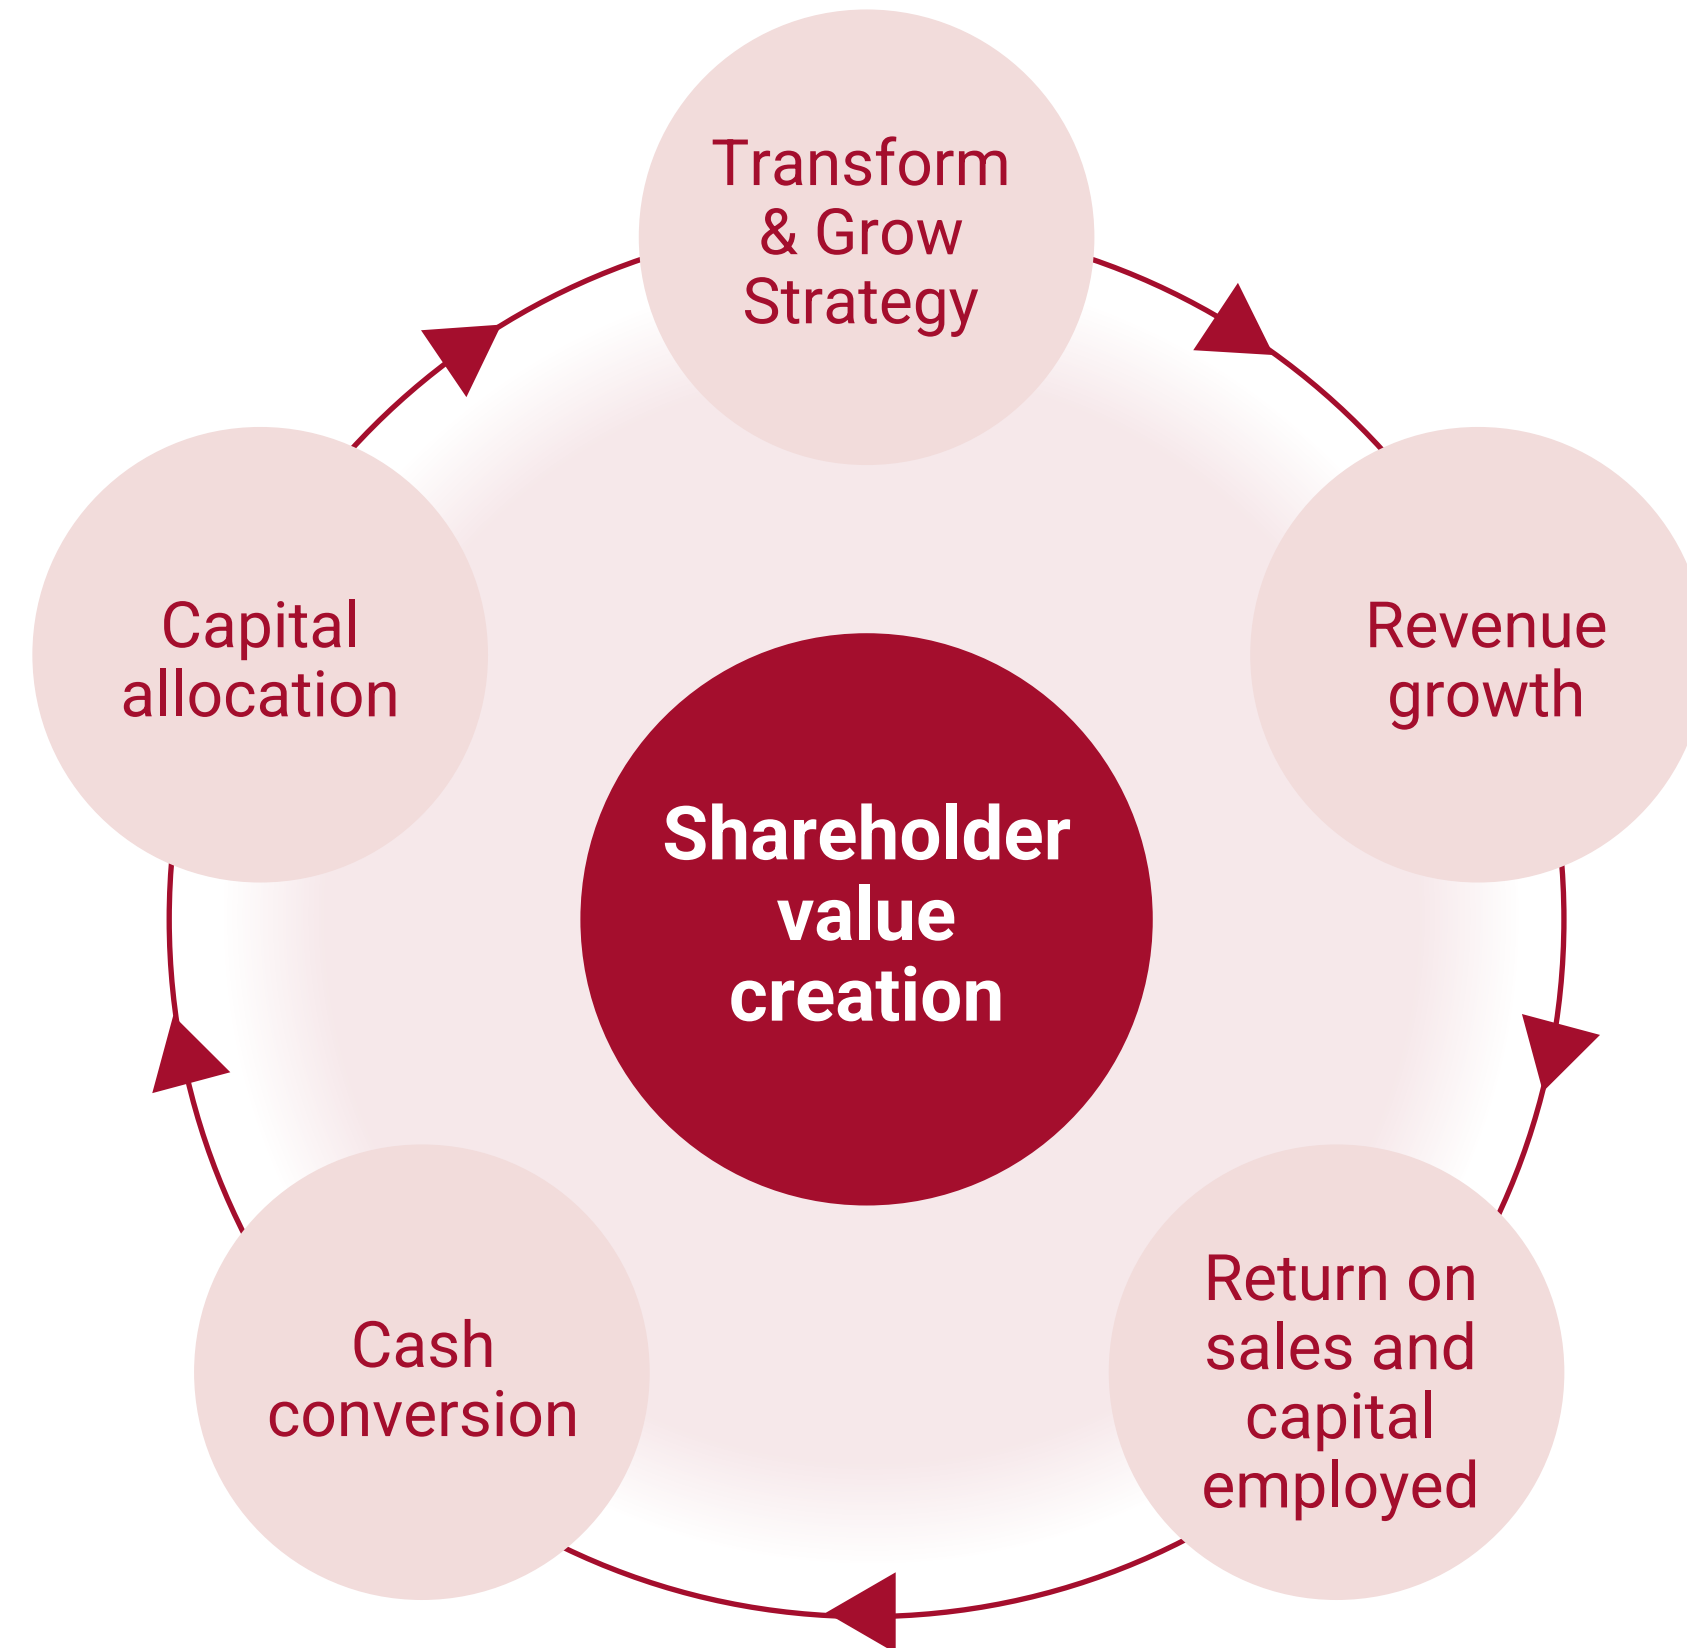 Transform
& Grow
Strategy
Revenue
growth
Return on
sales and
capital
employed
Cash
conversion
Capital
allocation
Shareholder
value
creation